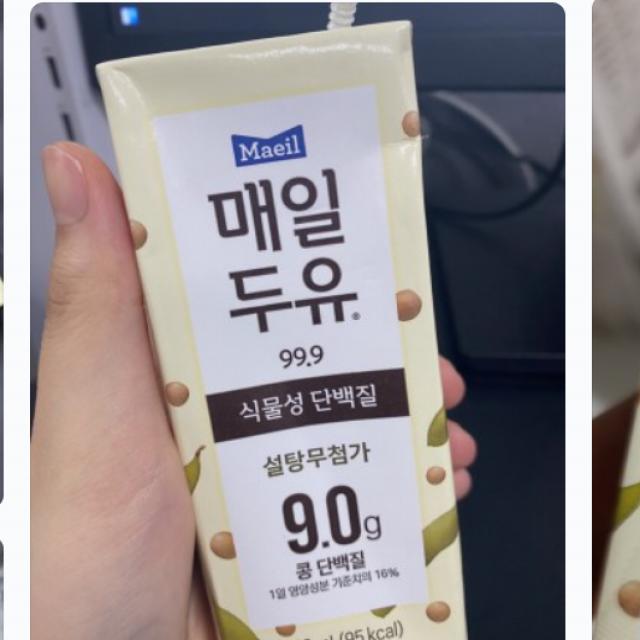 Maeil
매일
두유
99.9
식물성 단백질
설탕무첨가
9.0g
콩 단백질
1일 영양성분 기준치의 16%
(95 kcal)